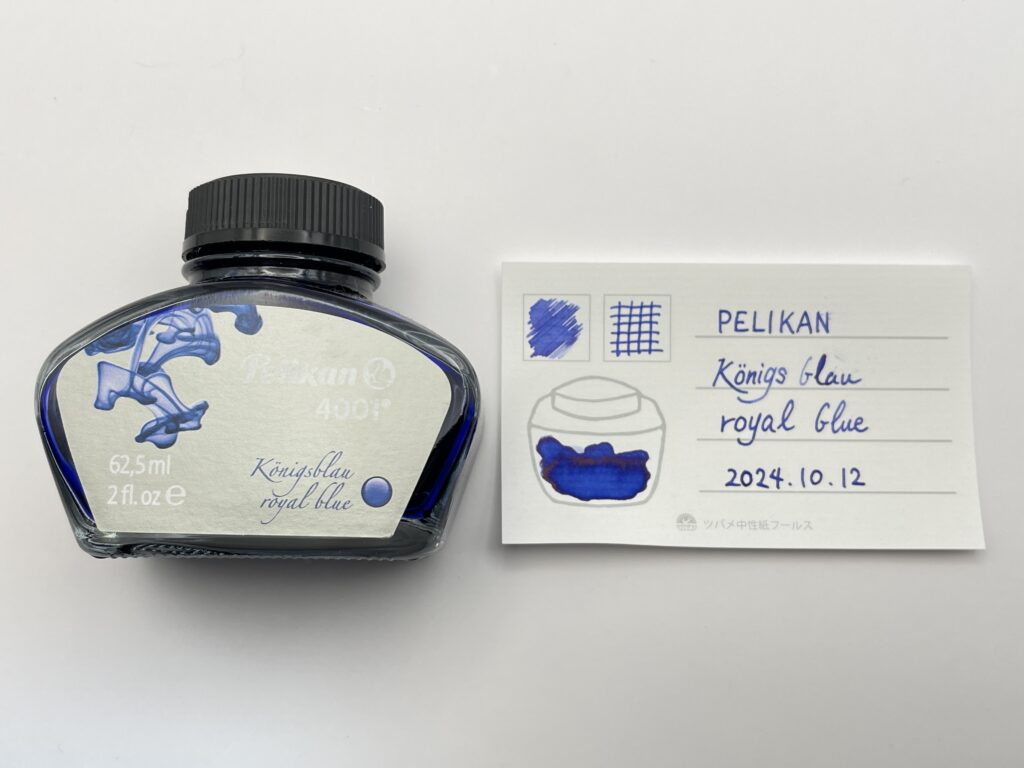 Pelikan
4001®
62,5 ml
2 fl. oz e
Königsblau
royal blue
PELIKAN
Königs blau
royal blue
2024.10.12
ツバメ中性紙フールス